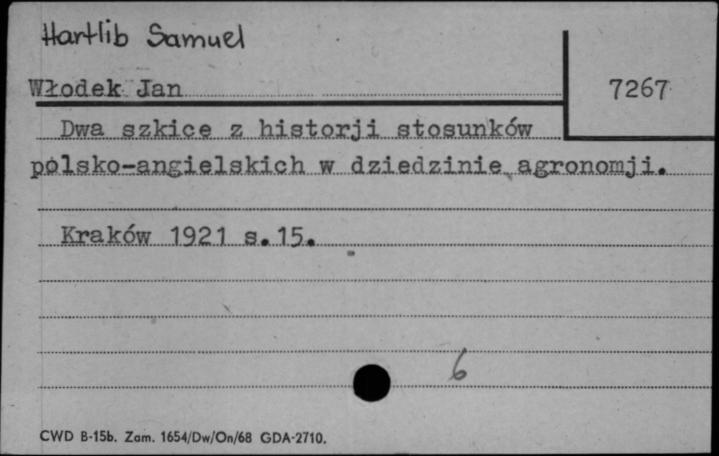 Hartlib Samuel
Włodek Jan
7267
Dwa szkice z historji stosunków
polsko-angielskich w dziedzinie agronomji.
Kraków 1921 s.15.
6
CWD B-15b. Zam. 1654/Dw/On/68 GDA-2710.